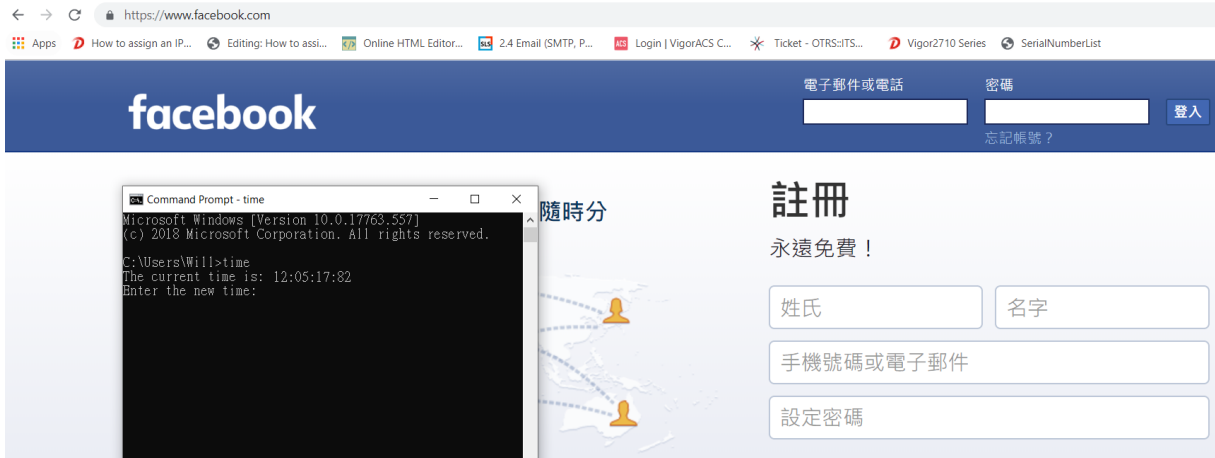 https://www.facebook.com
Apps How to assign an IP... Editing: How to assi... Online HTML Editor... SLS 2.4 Email (SMTP, P... ACS Login | VigorACS C... Ticket - OTRS::ITS... Vigor2710 Series SerialNumberList
電子郵件或電話 密碼
facebook
登入
忘記帳號？
Command Prompt - time
Microsoft Windows [Version 10.0.17763.557]
(c) 2018 Microsoft Corporation. All rights reserved.
C:\Users\Will>time
The current time is: 12:05:17:82
Enter the new time:
隨時分
註冊
永遠免費！
姓氏 名字
手機號碼或電子郵件
設定密碼